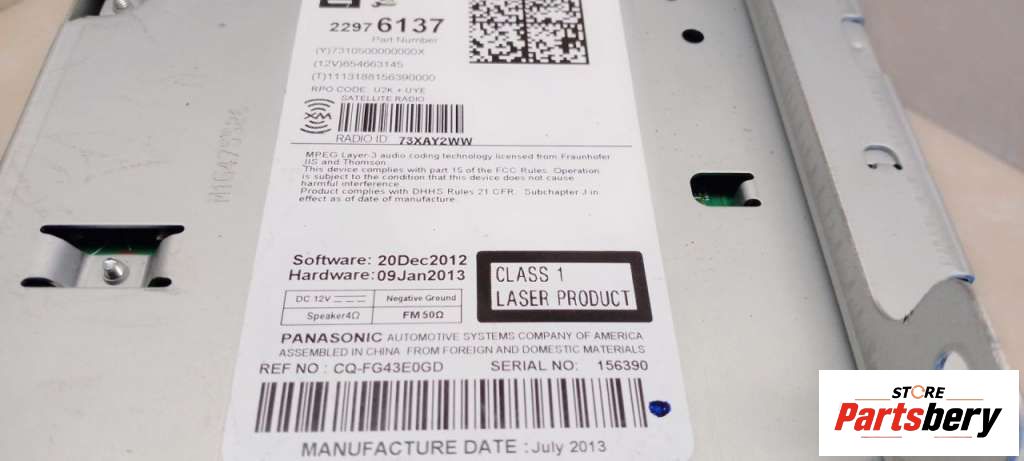 2297 6137
Part Number
(Y)7310500000000X
(12V)654663145
(T)1113188156390000
RPO CODE: U2K + UYE
SATELLITE RADIO
XM
RADIO ID 73XAY2WW
MPEG Layer-3 audio coding technology licensed from Fraunhofer
IIS and Thomson.
This device complies with part 15 of the FCC Rules. Operation
is subject to the condition that this device does not cause
harmful interference.
Product complies with DHHS Rules 21 CFR. Subchapter J in
effect as of date of manufacture.
Software: 20Dec2012
Hardware: 09Jan2013
CLASS 1
LASER PRODUCT
DC 12V
Negative Ground
Speaker4Ω
FM 50Ω
PANASONIC AUTOMOTIVE SYSTEMS COMPANY OF AMERICA
ASSEMBLED IN CHINA FROM FOREIGN AND DOMESTIC MATERIALS
REF NO : CQ-FG43E0GD SERIAL NO: 156390
MANUFACTURE DATE : July 2013
STORE
Partsbery